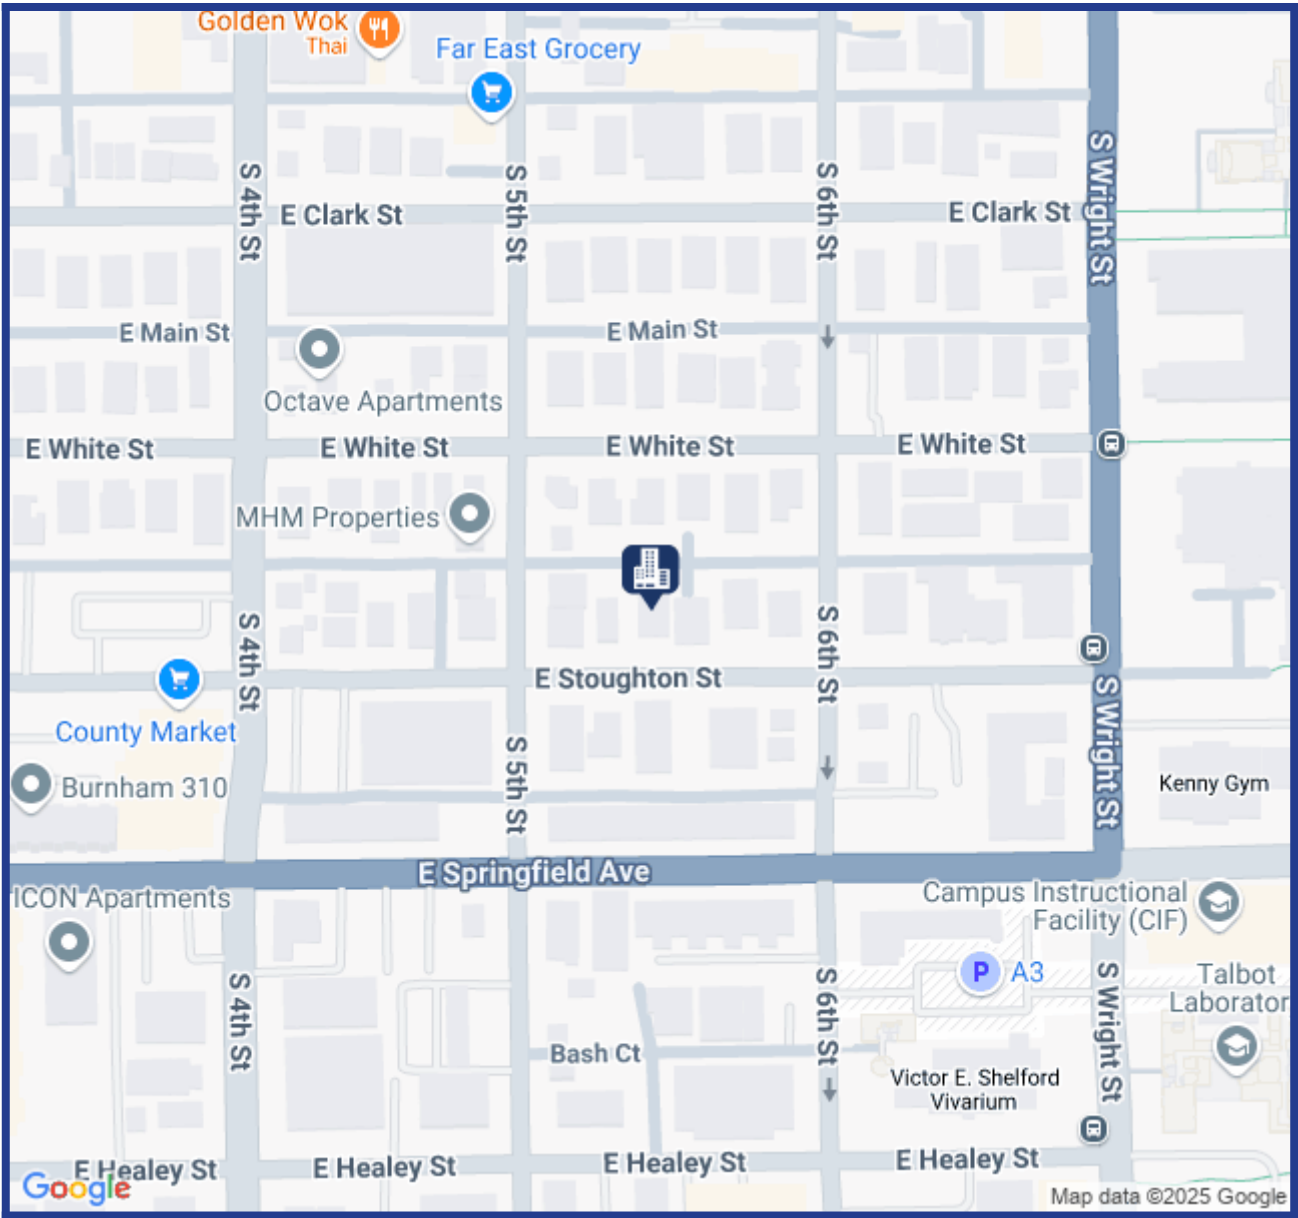 Golden Wok
Thai
Far East Grocery
S 4th St
S 5th St
S 6th St
S Wright St
E Clark St
E Clark St
E Main St
E Main St
Octave Apartments
E White St
E White St
E White St
E White St
MHM Properties
S 4th St
S 6th St
E Stoughton St
S Wright St
County Market
S 5th St
Burnham 310
Kenny Gym
E Springfield Ave
ICON Apartments
Campus Instructional
Facility (CIF)
P A3
S 4th St
S 6th St
S Wright St
Talbot
Laborator
Bash Ct
Victor E. Shelford
Vivarium
E Healey St
E Healey St
E Healey St
E Healey St
Google
Map data ©2025 Google